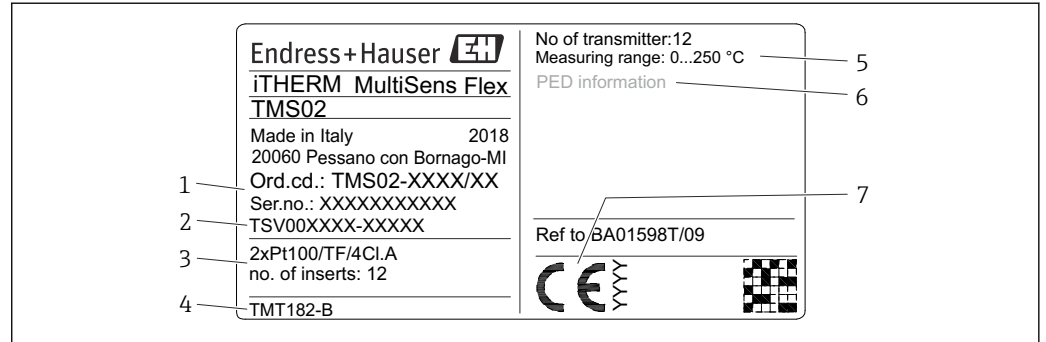 Endress+Hauser EH
iTHERM MultiSens Flex
TMS02
Made in Italy 2018
20060 Pessano con Bornago-MI
Ord.cd.: TMS02-XXXX/XX
Ser.no.: XXXXXXXXXXX
TSV00XXXX-XXXXX
2xPt100/TF/4Cl.A
no. of inserts: 12
TMT182-B
1
2
3
4
No of transmitter:12
Measuring range: 0...250 °C
PED information
Ref to BA01598T/09
CE YYYY
5
6
7